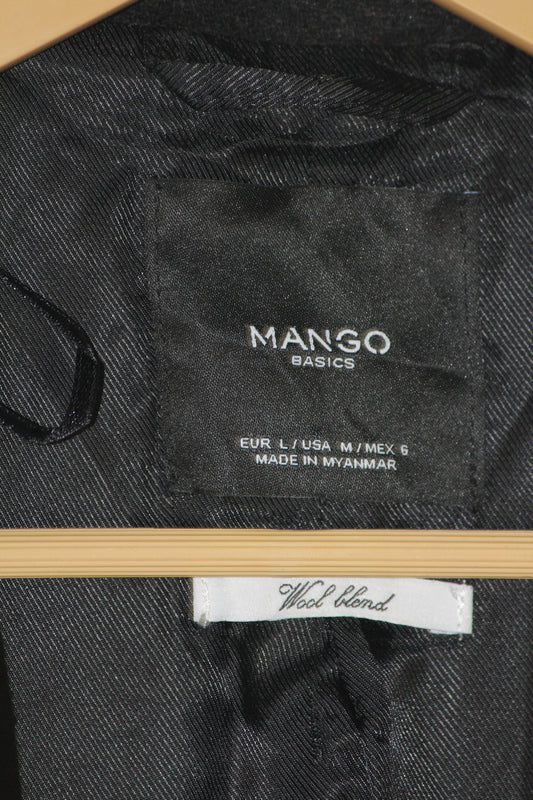 MANGO
BASICS
EUR L / USA M / MEX 6
MADE IN MYANMAR
Wool blend